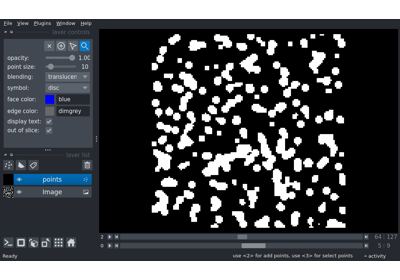 File View Plugins Window Help
layer controls
opacity: 1.00
point size: 10
blending: translucen
symbol: disc
face color: blue
edge color: dimgrey
display text:
out of slice:
layer list
points
Image
2 64 127
0 5 9
Ready use <2> for add points, use <3> for select points activity